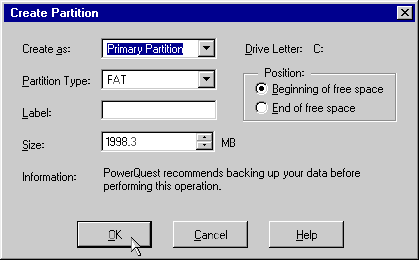 Create Partition
Create as: Primary Partition Drive Letter: C:
Position:
Partition Type: FAT Beginning of free space
End of free space
Label:
Size: 1998.3 MB
Information: PowerQuest recommends backing up your data before
performing this operation.
OK Cancel Help